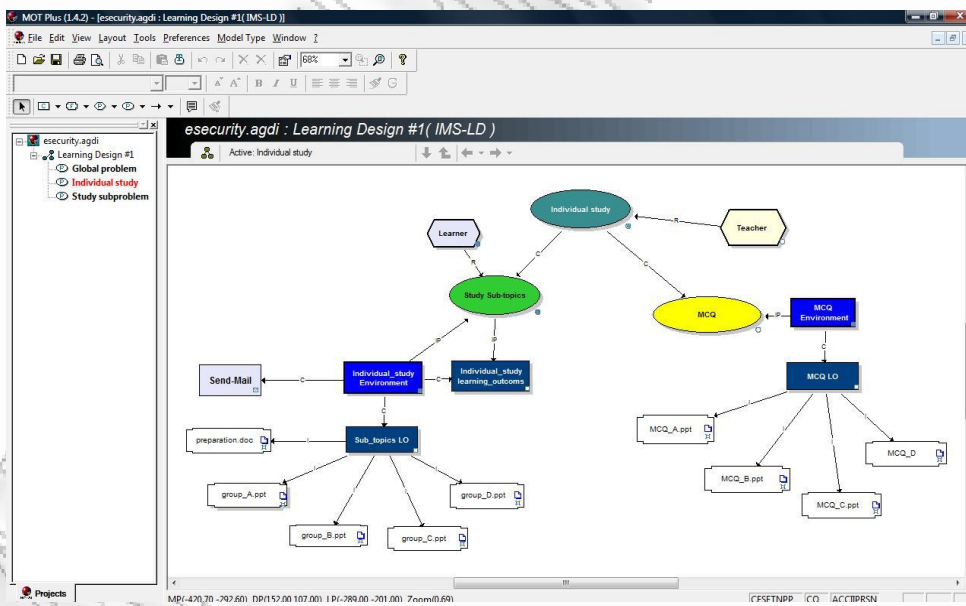 MOT Plus (1.4.2) - [esecurity.agdi : Learning Design #1( IMS-LD )]
File Edit View Layout Tools Preferences Model Type Window ?
68%
B I U G
esecurity.agdi
Learning Design #1
Global problem
Individual study
Study subproblem
esecurity.agdi : Learning Design #1( IMS-LD )
Active: Individual study
Individual study
R
Teacher
Learner
R
C
C
Study Sub-topics
MCQ
IP
MCQ
Environment
IP
IP
C
Send-Mail
C
Individual_study
Environment
C
Individual_study
learning_outcoms
MCQ LO
C
preparation.doc
I
Sub_topics LO
I
I
I
I
MCQ_A.ppt
MCQ_D
I
I
I
I
group_A.ppt
group_D.ppt
MCQ_B.ppt
MCQ_C.ppt
group_B.ppt
group_C.ppt
Projects
MP(-420.70 -292.60) DP(152.00 107.00) LP(-289.00 -201.00) Zoom(0.69)
CFSETNPP CO ACCIIPRSN